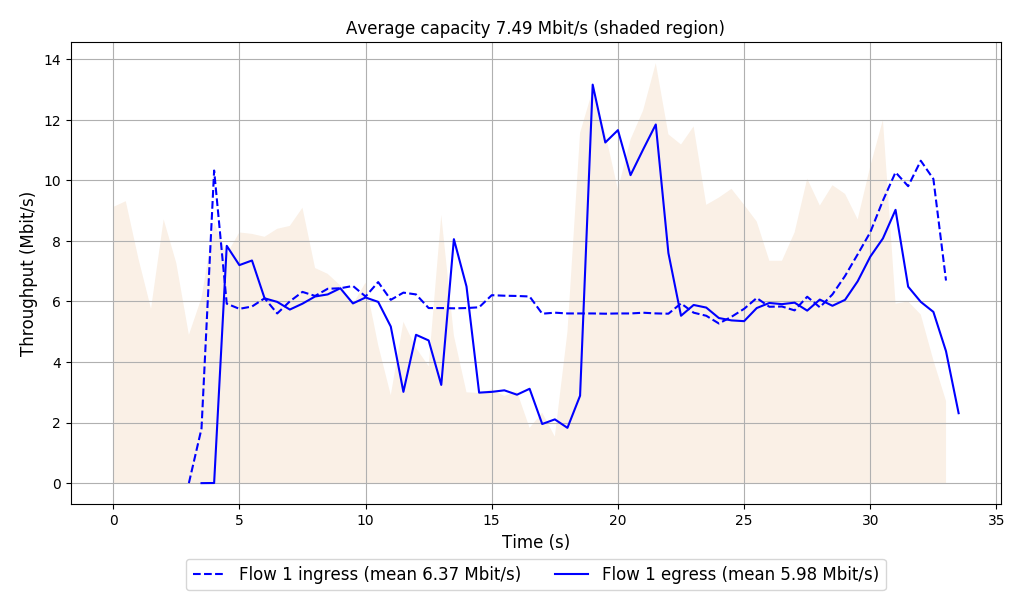 Average capacity 7.49 Mbit/s (shaded region)
Throughput (Mbit/s)
14
12
10
8
6
4
2
0
0 5 10 15 20 25 30 35
Time (s)
Flow 1 ingress (mean 6.37 Mbit/s) Flow 1 egress (mean 5.98 Mbit/s)